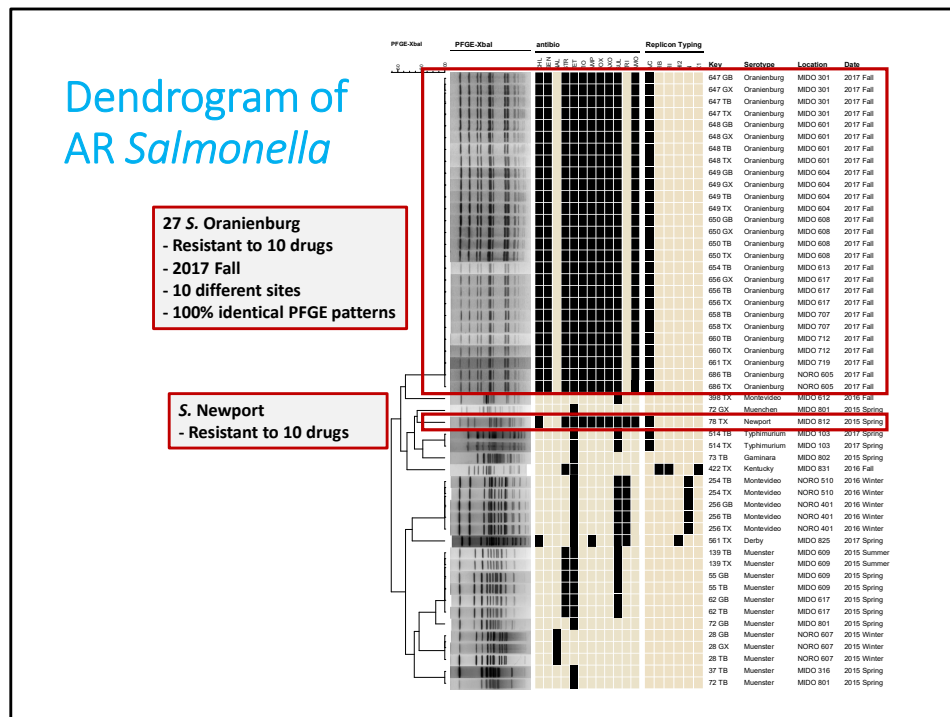 Dendrogram of
AR Salmonella
27 S. Oranienburg
- Resistant to 10 drugs
- 2017 Fall
- 10 different sites
- 100% identical PFGE patterns
S. Newport
- Resistant to 10 drugs
PFGE-XbaI PFGE-XbaI antibio Replicon Typing
Key Serotype Location Date
647 GB Oranienburg MIDO 301 2017 Fall
647 GX Oranienburg MIDO 301 2017 Fall
647 TB Oranienburg MIDO 301 2017 Fall
647 TX Oranienburg MIDO 301 2017 Fall
648 GB Oranienburg MIDO 601 2017 Fall
648 GX Oranienburg MIDO 601 2017 Fall
648 TB Oranienburg MIDO 601 2017 Fall
648 TX Oranienburg MIDO 601 2017 Fall
649 GB Oranienburg MIDO 604 2017 Fall
649 GX Oranienburg MIDO 604 2017 Fall
649 TB Oranienburg MIDO 604 2017 Fall
649 TX Oranienburg MIDO 604 2017 Fall
650 GB Oranienburg MIDO 608 2017 Fall
650 GX Oranienburg MIDO 608 2017 Fall
650 TB Oranienburg MIDO 608 2017 Fall
650 TX Oranienburg MIDO 608 2017 Fall
654 TB Oranienburg MIDO 613 2017 Fall
656 GX Oranienburg MIDO 617 2017 Fall
656 TB Oranienburg MIDO 617 2017 Fall
656 TX Oranienburg MIDO 617 2017 Fall
658 TB Oranienburg MIDO 707 2017 Fall
658 TX Oranienburg MIDO 707 2017 Fall
660 TB Oranienburg MIDO 712 2017 Fall
660 TX Oranienburg MIDO 712 2017 Fall
661 TX Oranienburg MIDO 719 2017 Fall
686 TB Oranienburg NORO 605 2017 Fall
686 TX Oranienburg NORO 605 2017 Fall
398 TX Montevideo MIDO 612 2016 Fall
72 GX Muenchen MIDO 801 2015 Spring
78 TX Newport MIDO 812 2015 Spring
514 TB Typhimurium MIDO 103 2017 Spring
514 TX Typhimurium MIDO 103 2017 Spring
73 TB Gaminara MIDO 802 2015 Spring
422 TX Kentucky MIDO 831 2016 Fall
254 TB Montevideo NORO 510 2016 Winter
254 TX Montevideo NORO 510 2016 Winter
256 GB Montevideo NORO 401 2016 Winter
256 TB Montevideo NORO 401 2016 Winter
256 TX Montevideo NORO 401 2016 Winter
561 TX Derby MIDO 825 2017 Spring
139 TB Muenster MIDO 609 2015 Summer
139 TX Muenster MIDO 609 2015 Summer
55 GB Muenster MIDO 609 2015 Spring
55 TB Muenster MIDO 609 2015 Spring
62 GB Muenster MIDO 617 2015 Spring
62 TB Muenster MIDO 617 2015 Spring
72 GB Muenster MIDO 801 2015 Spring
28 GB Muenster NORO 607 2015 Winter
28 GX Muenster NORO 607 2015 Winter
28 TB Muenster NORO 607 2015 Winter
37 TB Muenster MIDO 316 2015 Spring
72 TB Muenster MIDO 801 2015 Spring